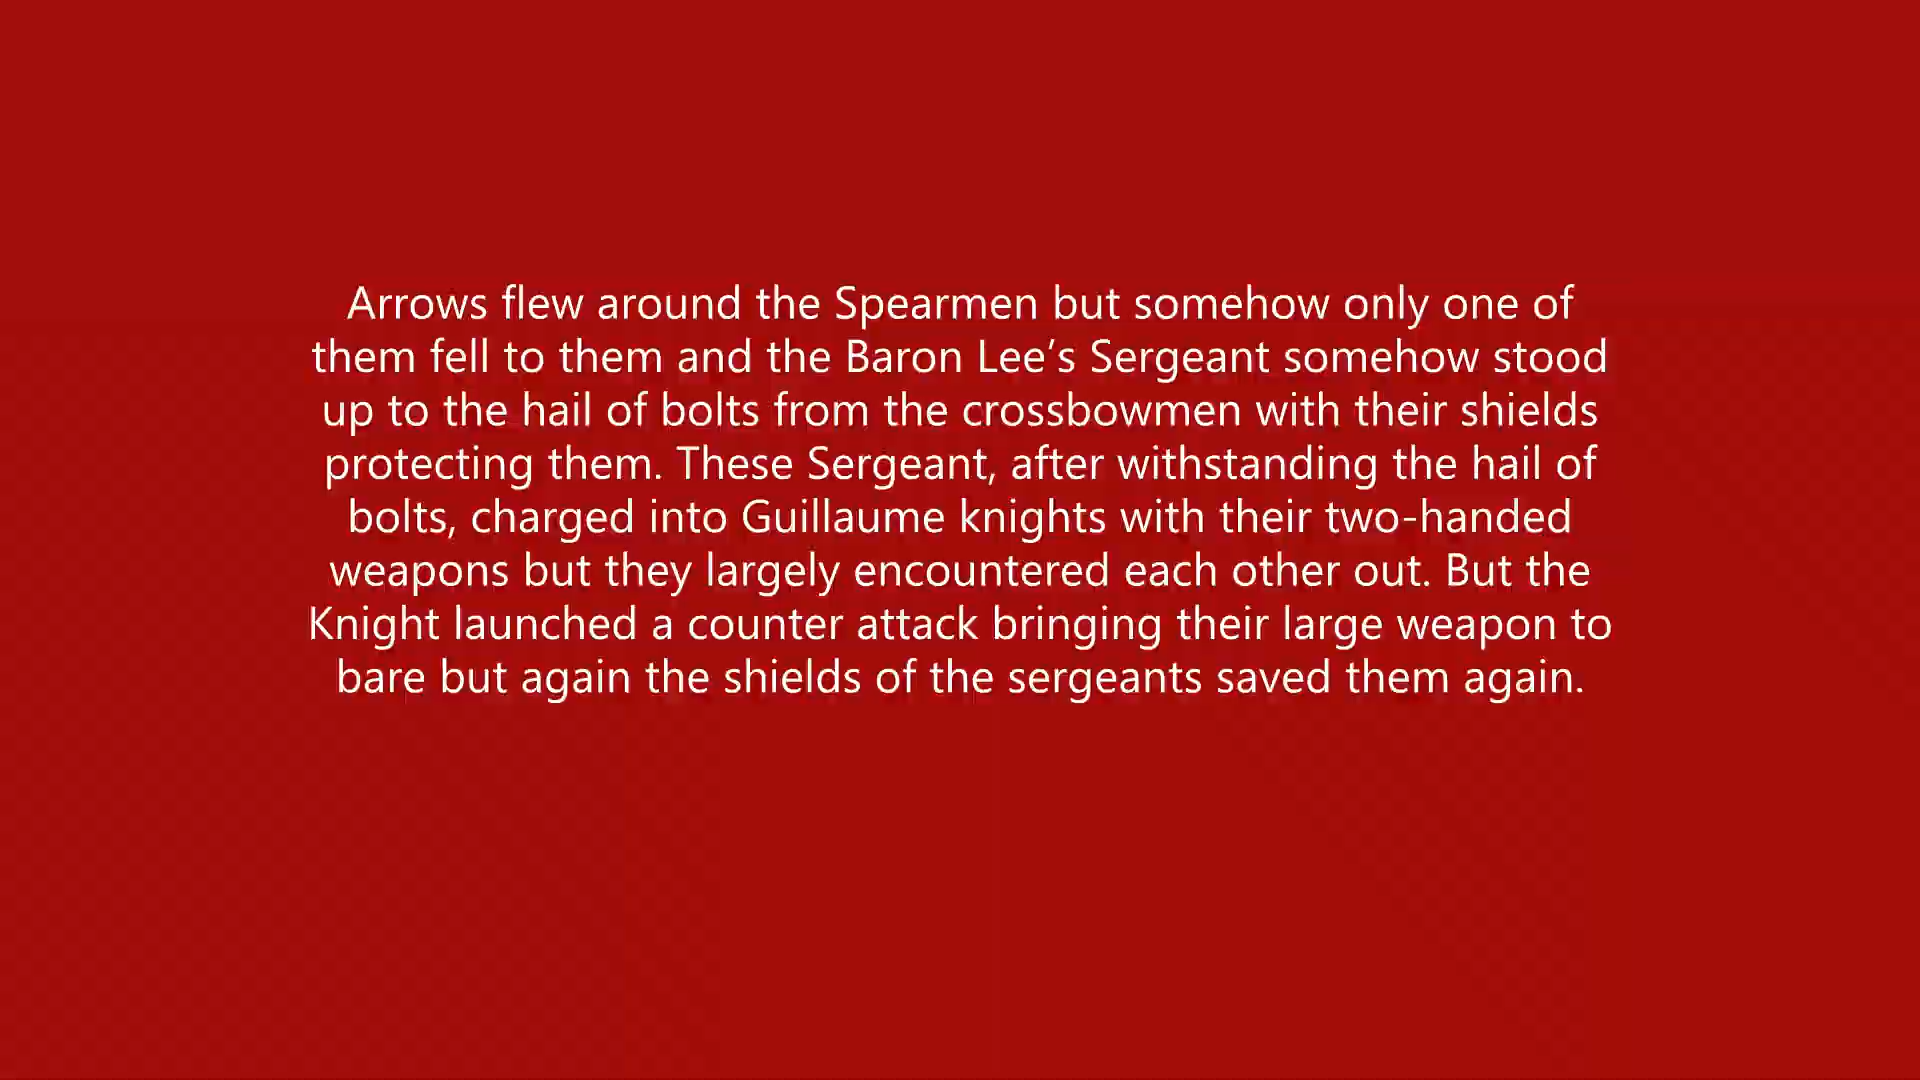 Arrows flew around the Spearmen but somehow only one of
them fell to them and the Baron Lee’s Sergeant somehow stood
up to the hail of bolts from the crossbowmen with their shields
protecting them. These Sergeant, after withstanding the hail of
bolts, charged into Guillaume knights with their two-handed
weapons but they largely encountered each other out. But the
Knight launched a counter attack bringing their large weapon to
bare but again the shields of the sergeants saved them again.